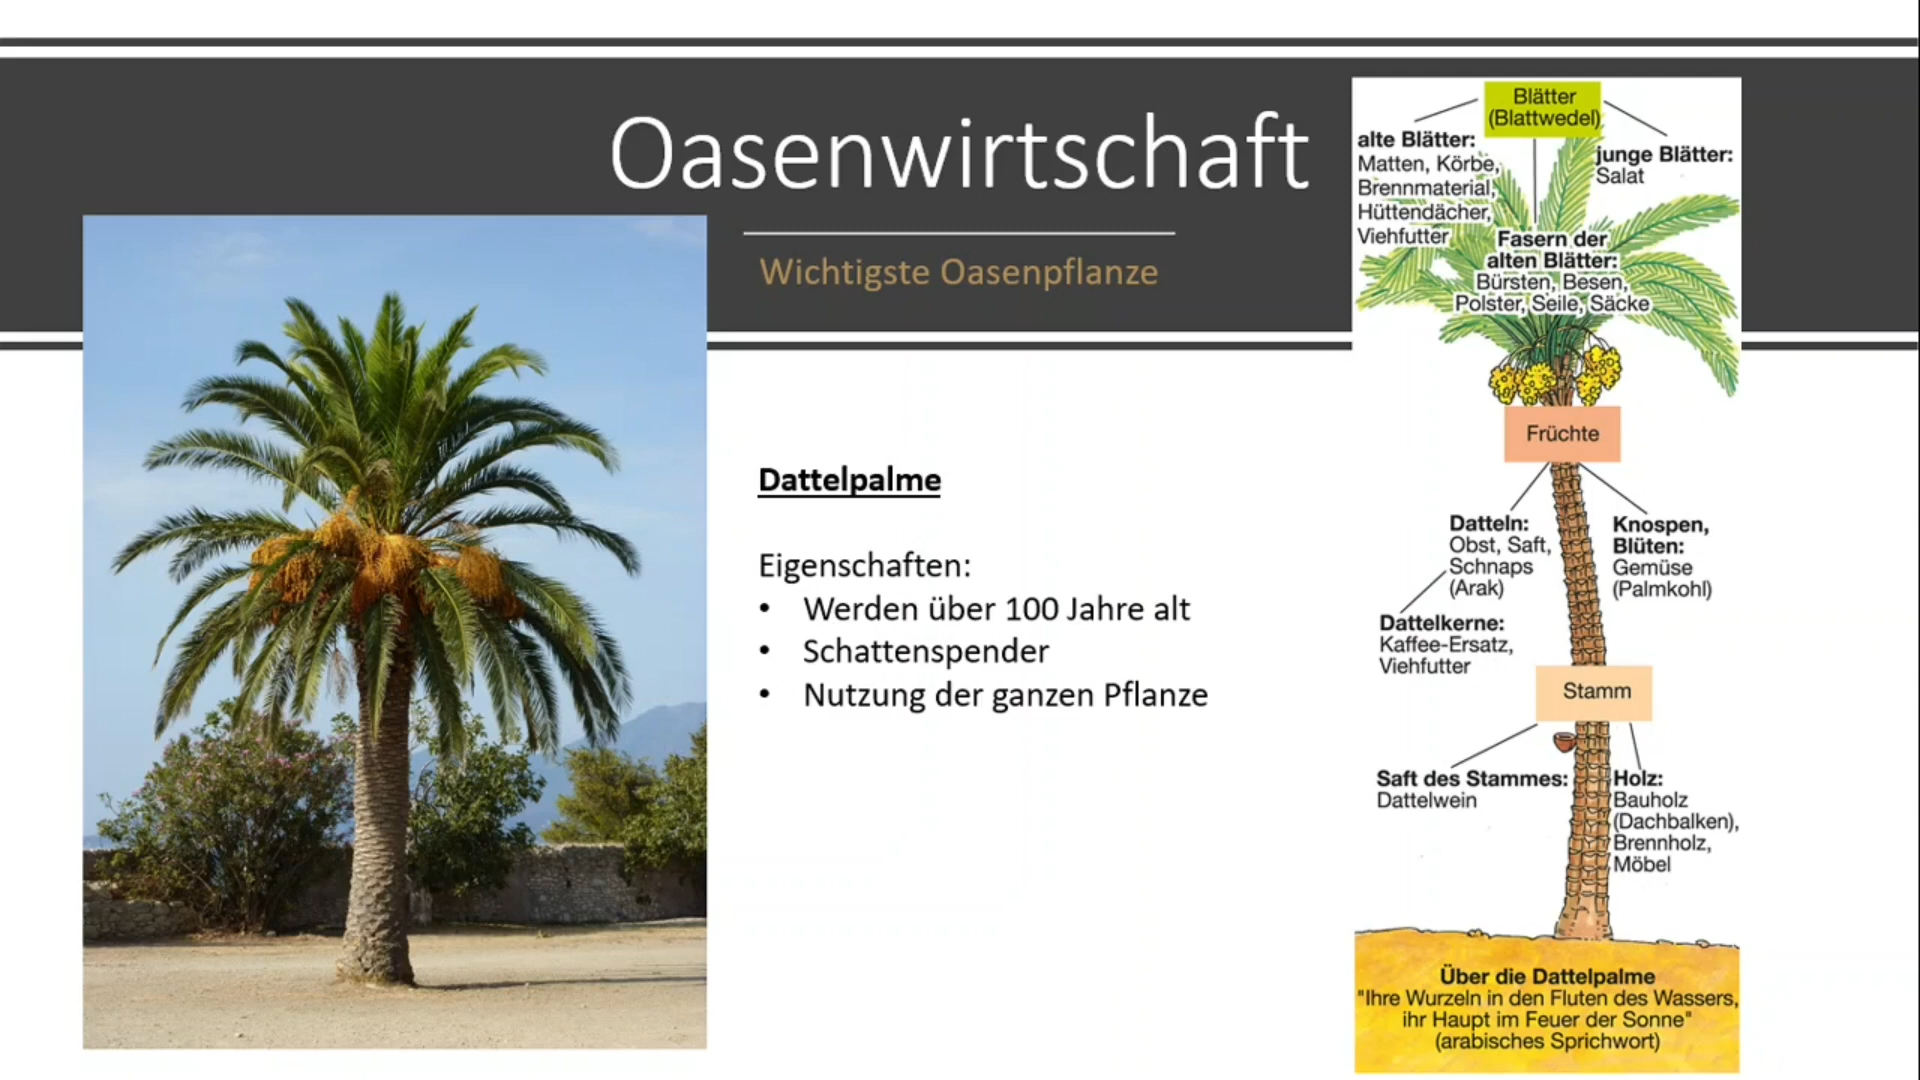 Oasenwirtschaft
Wichtigste Oasenpflanze
Dattelpalme
Eigenschaften:
• Werden über 100 Jahre alt
• Schattenspender
• Nutzung der ganzen Pflanze
Blätter
(Blattwedel)
alte Blätter:
Matten, Körbe,
Brennmaterial,
Hüttendächer,
Viehfutter
junge Blätter:
Salat
Fasern der
alten Blätter:
Bürsten, Besen,
Polster, Seile, Säcke
Früchte
Datteln:
Obst, Saft,
Schnaps
(Arak)
Knospen,
Blüten:
Gemüse
(Palmkohl)
Dattelkerne:
Kaffee-Ersatz,
Viehfutter
Stamm
Saft des Stammes:
Dattelwein
Holz:
Bauholz
(Dachbalken),
Brennholz,
Möbel
Über die Dattelpalme
"Ihre Wurzeln in den Fluten des Wassers,
ihr Haupt im Feuer der Sonne"
(arabisches Sprichwort)